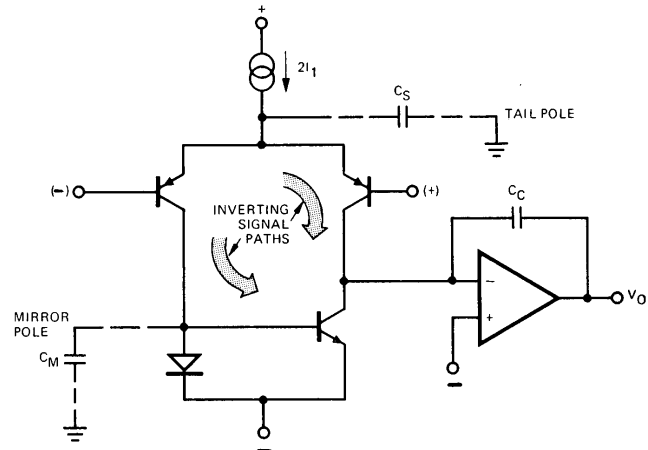 +
2I1
CS
TAIL POLE
(−)
(+)
INVERTING
SIGNAL
PATHS
CC
−
+
VO
MIRROR
POLE
CM
−
−